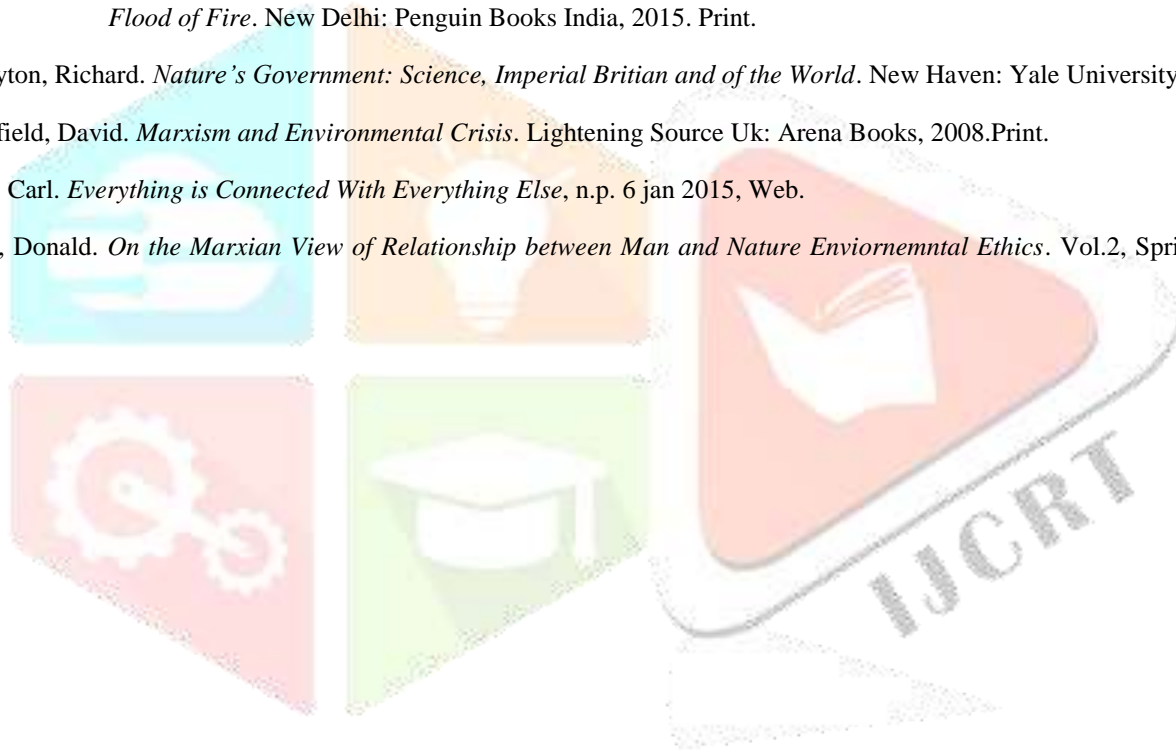 Flood of Fire. New Delhi: Penguin Books India, 2015. Print.
yton, Richard. Nature’s Government: Science, Imperial Britian and of the World. New Haven: Yale University
field, David. Marxism and Environmental Crisis. Lightening Source Uk: Arena Books, 2008.Print.
Carl. Everything is Connected With Everything Else, n.p. 6 jan 2015, Web.
, Donald. On the Marxian View of Relationship between Man and Nature Enviornemntal Ethics. Vol.2, Spri
IJCRT